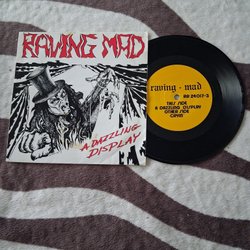 RAVING MAD
A DAZZLING
DISPLAY
raving · mad
THIS SIDE
A DAZZLING DISPLAY
OTHER SIDE